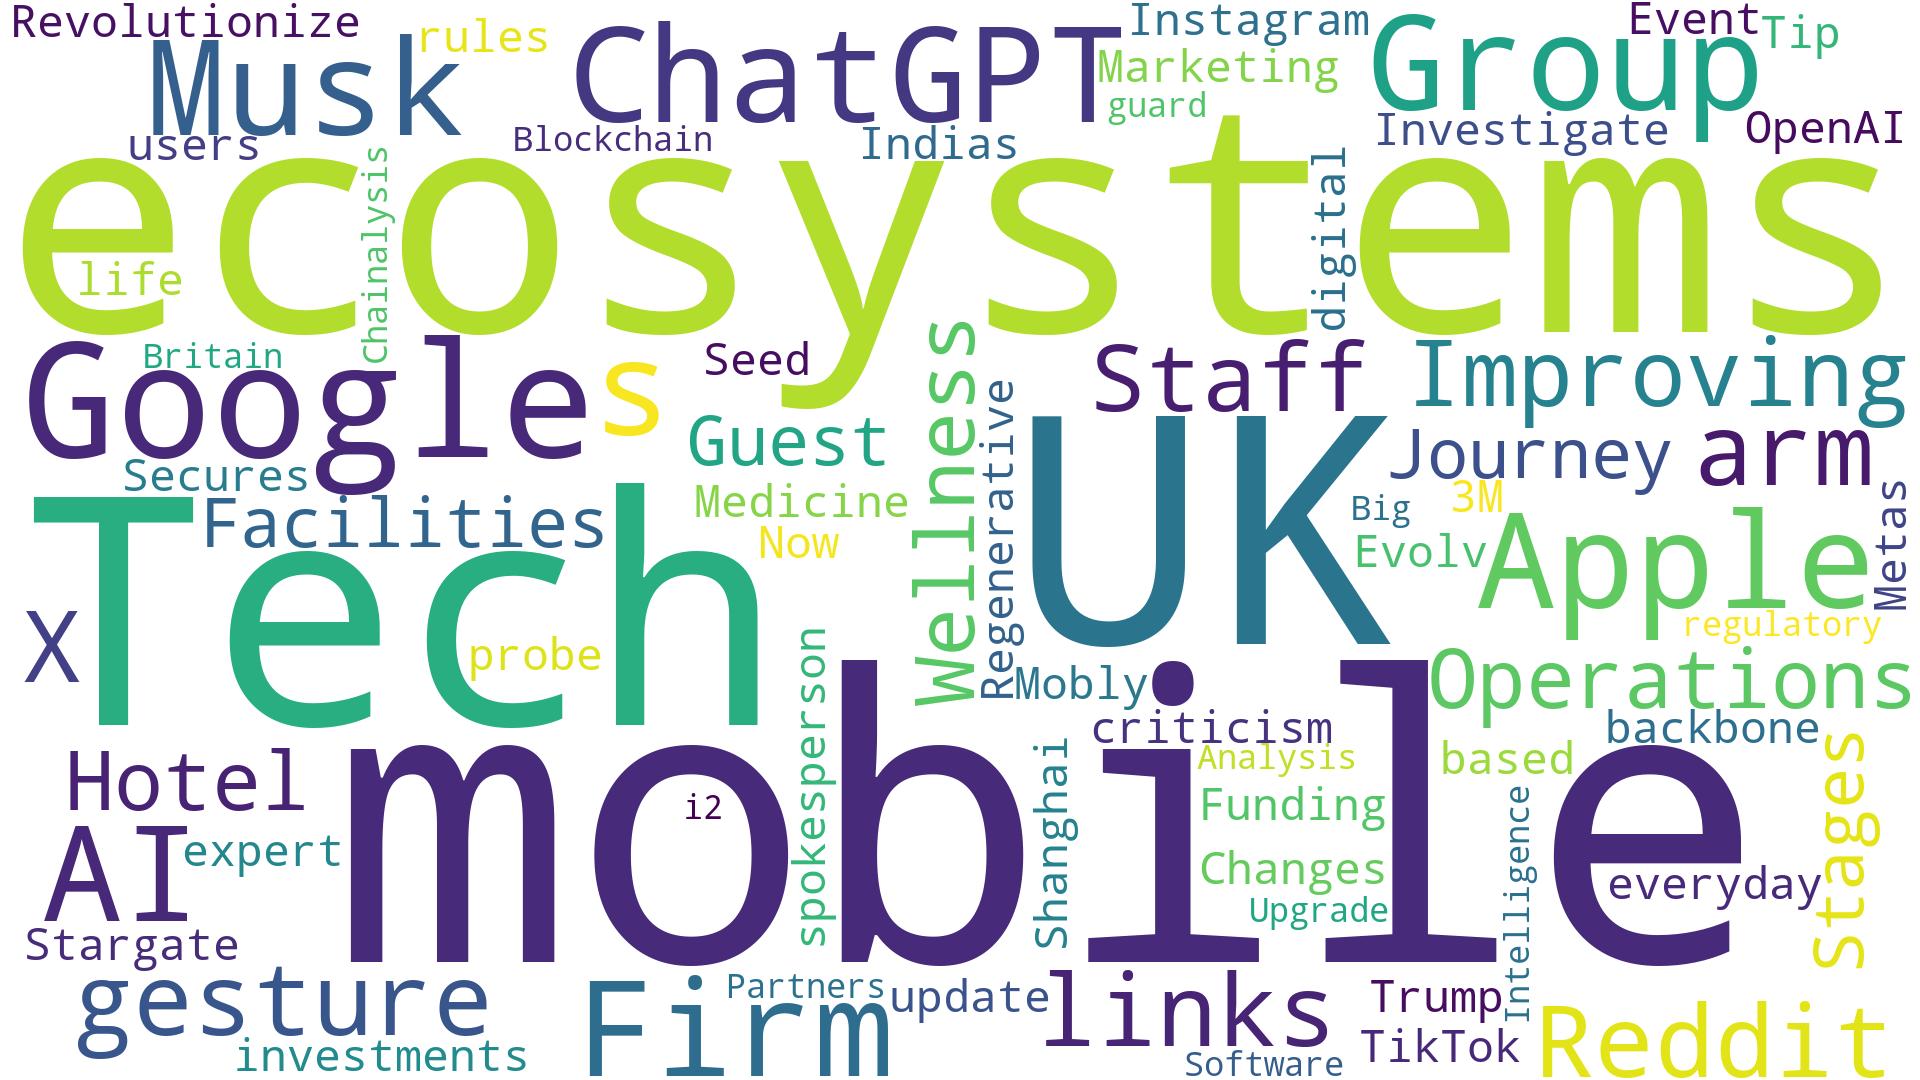 Revolutionize
Musk
rules
ChatGPT
Instagram
Marketing
guard
Group
Event
Tip
users
Blockchain
Indias
Investigate
OpenAI
ecosystems
life
Chainalysis
digital
Googles
Britain
s
Seed
Wellness
Staff
Improving
Secures
Guest
Regenerative
UK
Journey
arm
Facilities
Medicine
Now
Big
3M
Evolv
Apple
Metas
Tech
X
probe
spokesperson
Mobly
regulatory
Operations
mobile
criticism
backbone
Hotel
i2
Shanghai
Analysis
based
Stages
AI
expert
Funding
Changes
Upgrade
Intelligence
everyday
Stargate
gesture
investments
Firm
Partners
update
links
Software
Trump
TikTok
Reddit